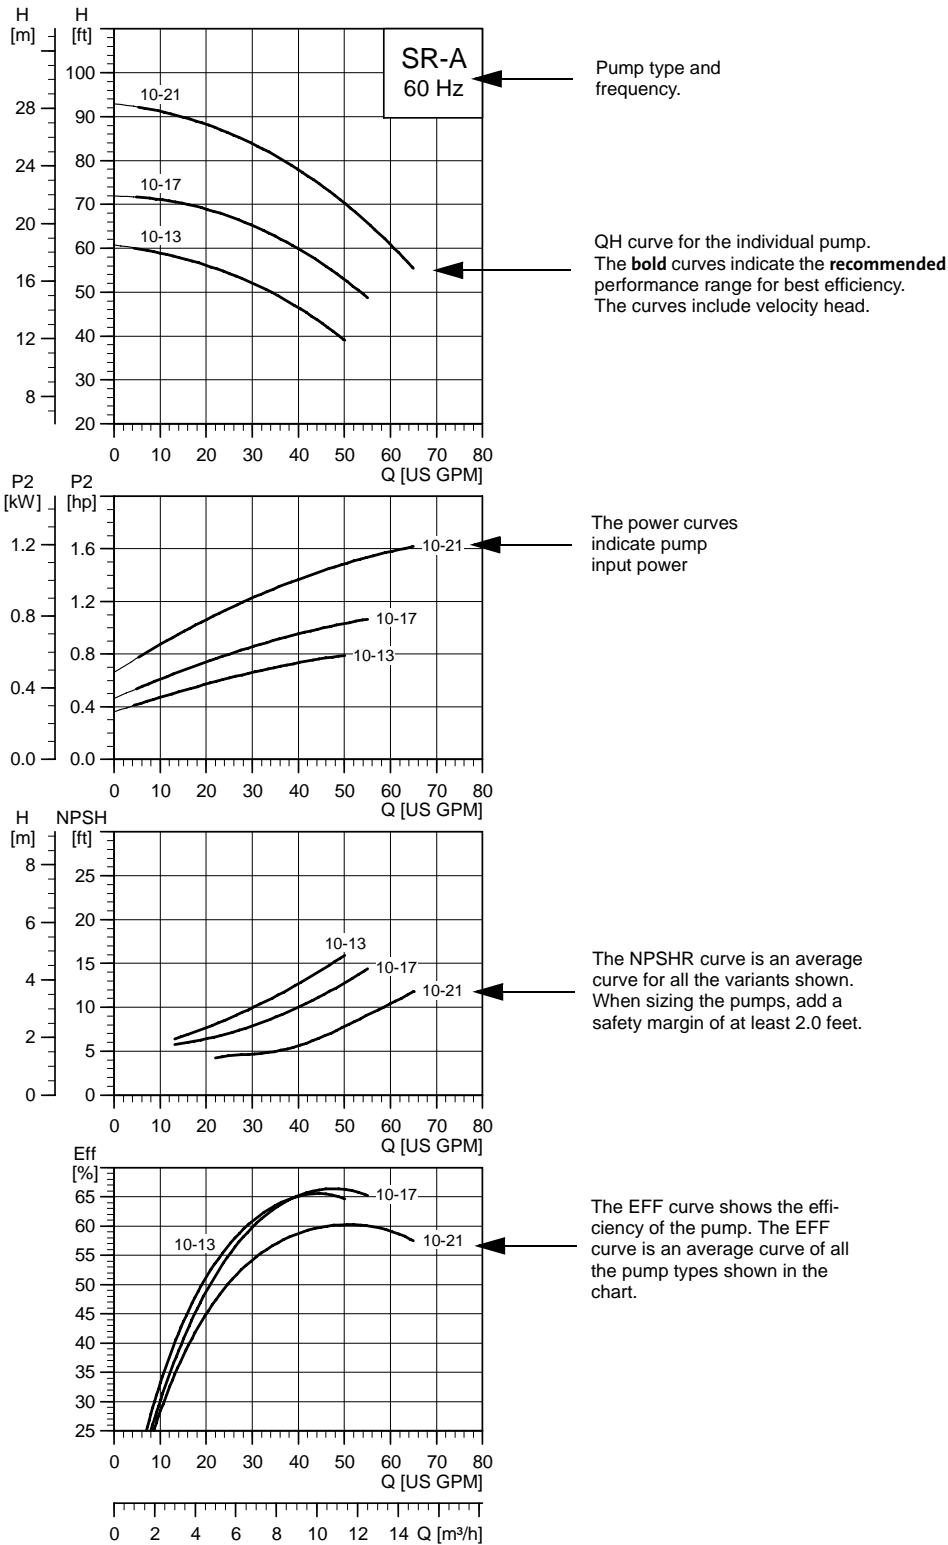 H
[m]
H
[ft]
SR-A
60 Hz
Pump type and
frequency.
100
90
80
70
60
50
40
30
20
28
24
20
16
12
8
10-21
10-17
10-13
QH curve for the individual pump.
The bold curves indicate the recommended
performance range for best efficiency.
The curves include velocity head.
0 10 20 30 40 50 60 70 80
Q [US GPM]
P2
[kW]
P2
[hp]
1.2
0.8
0.4
0.0
1.6
1.2
0.8
0.4
0.0
10-21
10-17
10-13
The power curves
indicate pump
input power
0 10 20 30 40 50 60 70 80
Q [US GPM]
H
[m]
NPSH
[ft]
8
6
4
2
0
25
20
15
10
5
0
10-13
10-17
10-21
The NPSHR curve is an average
curve for all the variants shown.
When sizing the pumps, add a
safety margin of at least 2.0 feet.
0 10 20 30 40 50 60 70 80
Q [US GPM]
Eff
[%]
65
60
55
50
45
40
35
30
25
10-17
10-13
10-21
The EFF curve shows the effi-
ciency of the pump. The EFF
curve is an average curve of all
the pump types shown in the
chart.
0 10 20 30 40 50 60 70 80
Q [US GPM]
0 2 4 6 8 10 12 14 Q [m³/h]